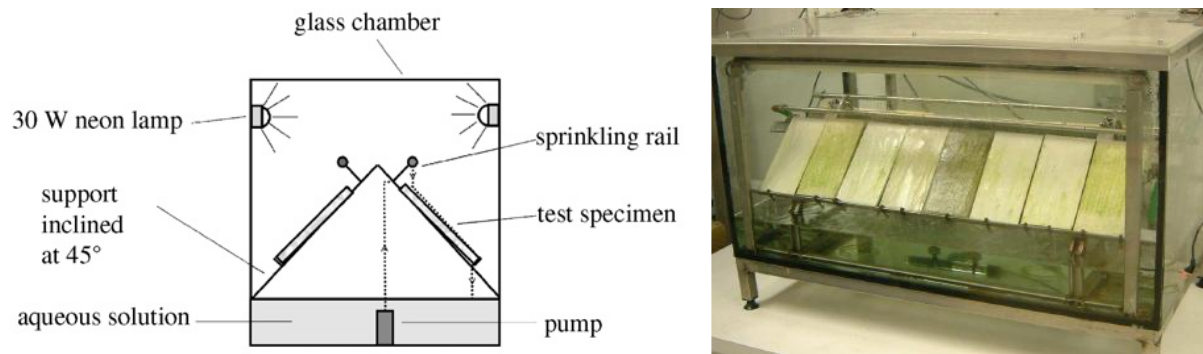 glass chamber
30 W neon lamp
sprinkling rail
support
inclined
at 45°
test specimen
aqueous solution
pump